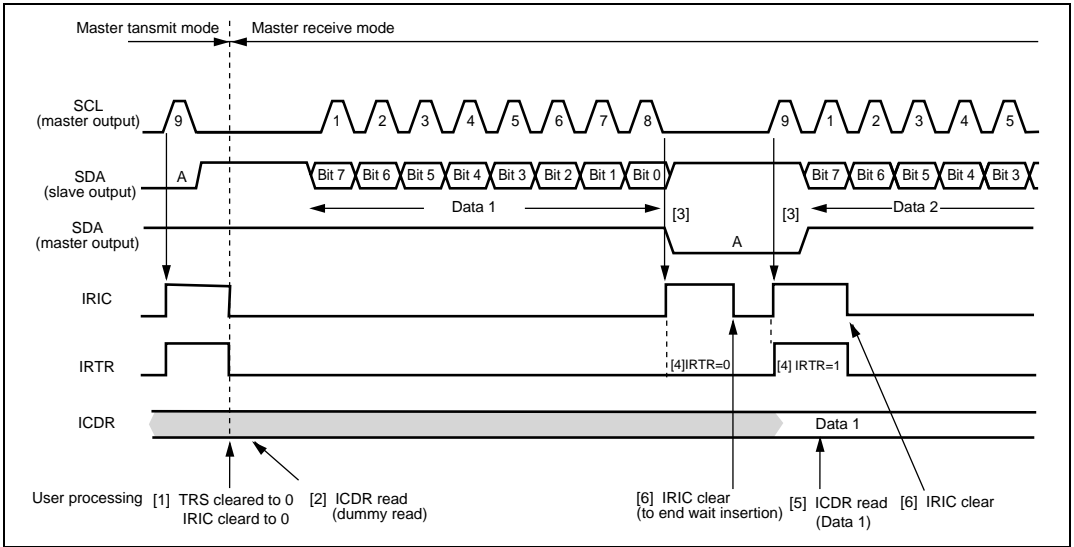 Master tansmit mode
Master receive mode
SCL
(master output)
9
1
2
3
4
5
6
7
8
9
1
2
3
4
5
SDA
(slave output)
A
Bit 7
Bit 6
Bit 5
Bit 4
Bit 3
Bit 2
Bit 1
Bit 0
Bit 7
Bit 6
Bit 5
Bit 4
Bit 3
Data 1
[3]
[3]
Data 2
SDA
(master output)
A
IRIC
IRTR
[4]IRTR=0
[4] IRTR=1
ICDR
Data 1
User processing
[1] TRS cleared to 0
IRIC cleard to 0
[2] ICDR read
(dummy read)
[6] IRIC clear
(to end wait insertion)
[5] ICDR read
(Data 1)
[6] IRIC clear